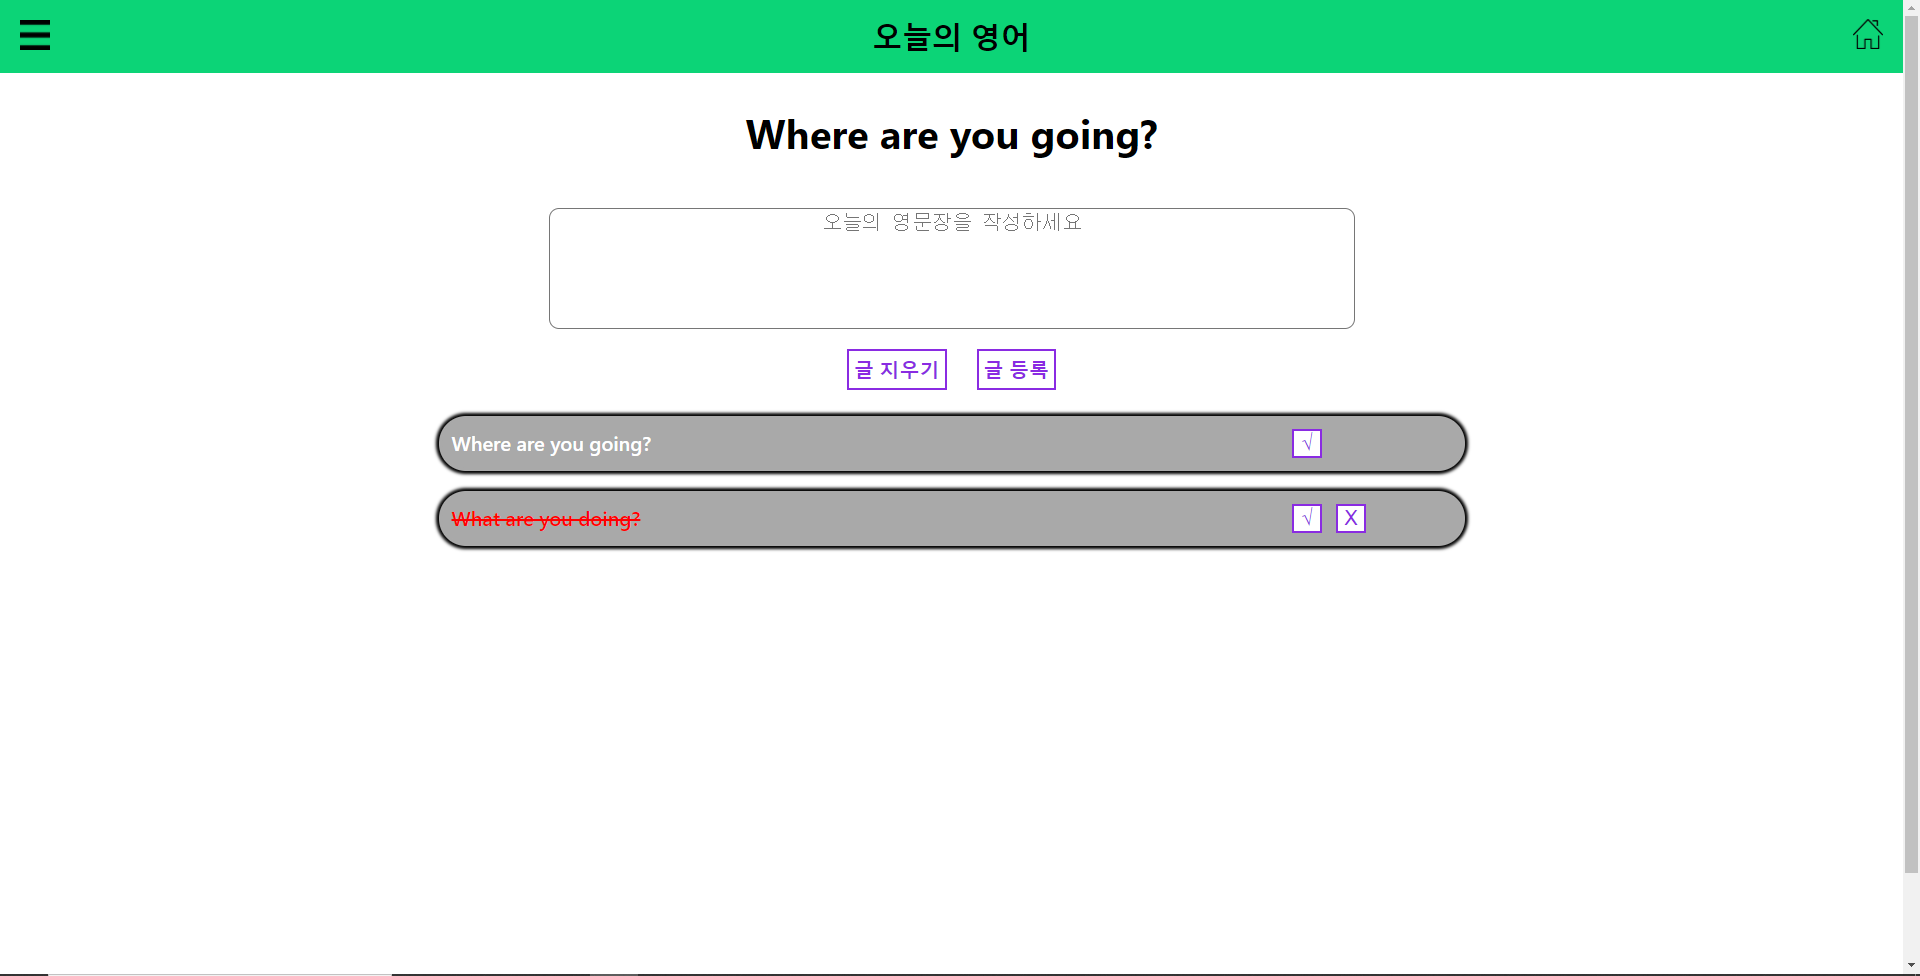 오늘의 영어
Where are you going?
오늘의 영문장을 작성하세요
글 지우기 글 등록
Where are you going? √
What are you doing? √ X